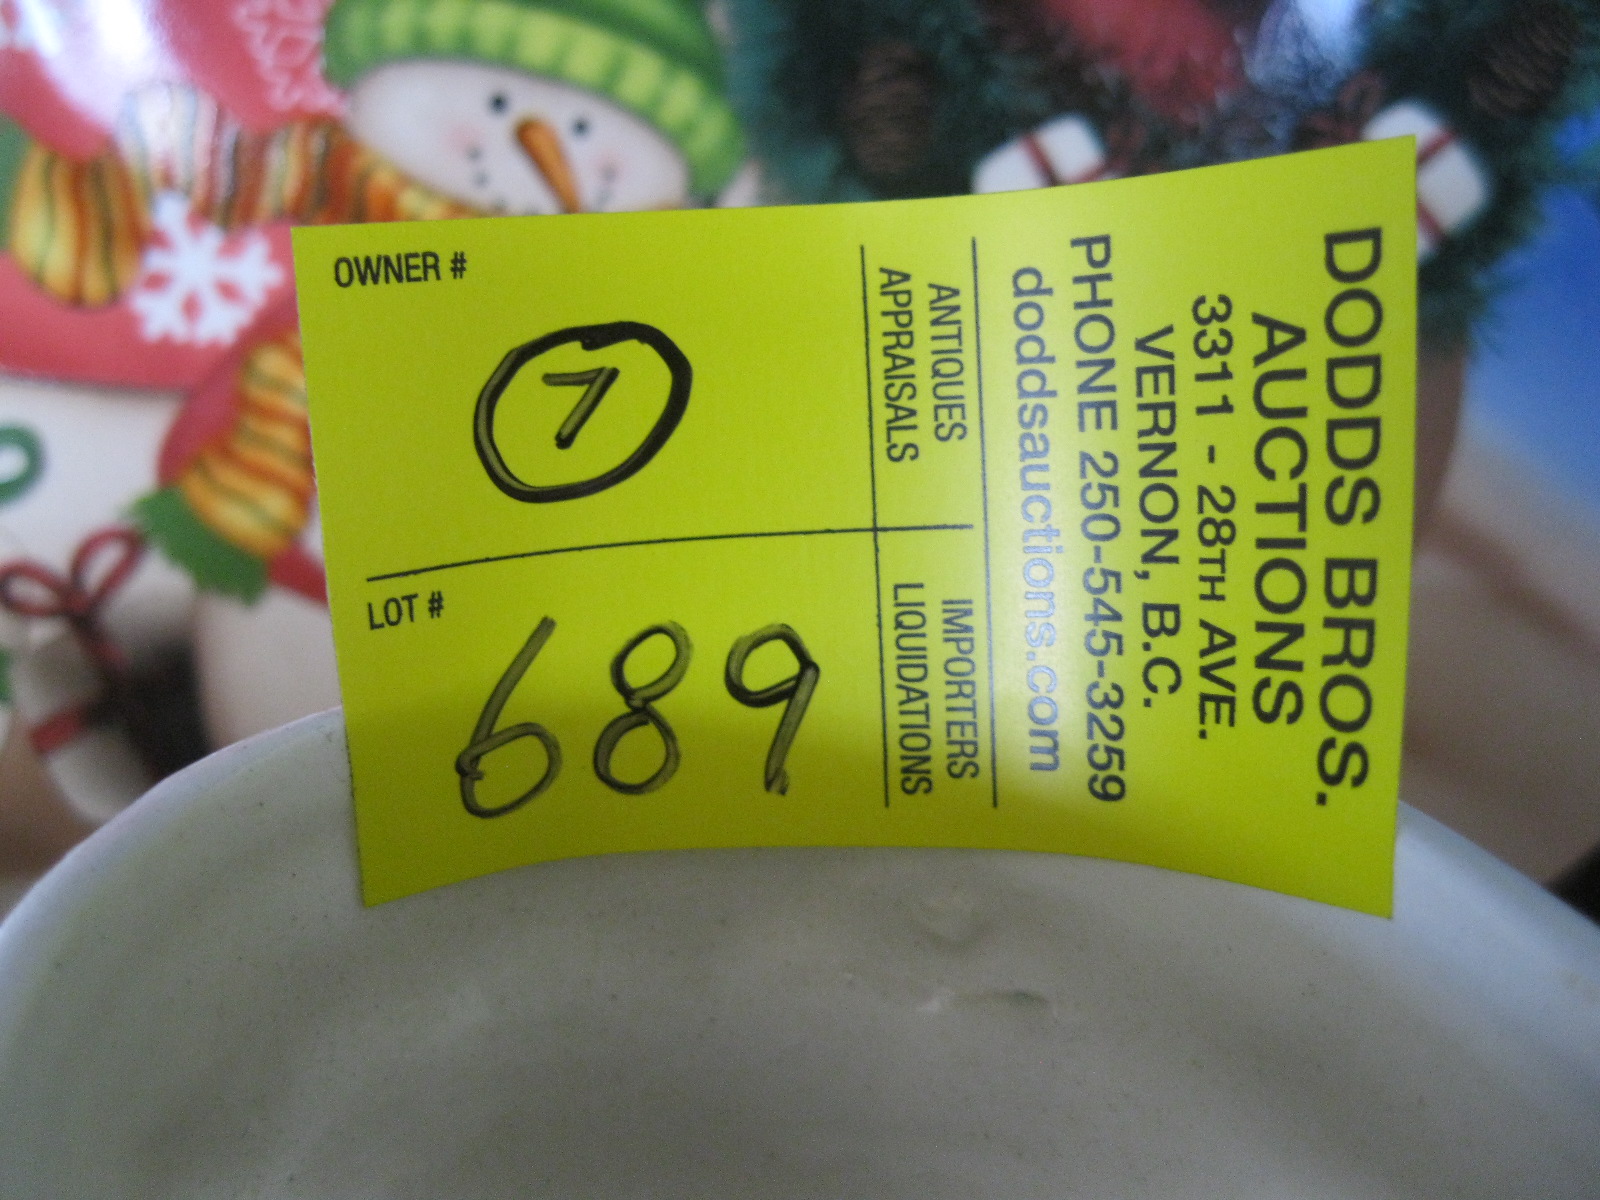 DODDS BROS.
AUCTIONS
3311 - 28TH AVE.
VERNON, B.C.
PHONE 250-545-3259
doddsauctions.com
ANTIQUES
APPRAISALS
IMPORTERS
LIQUIDATIONS
OWNER #
7
LOT #
689